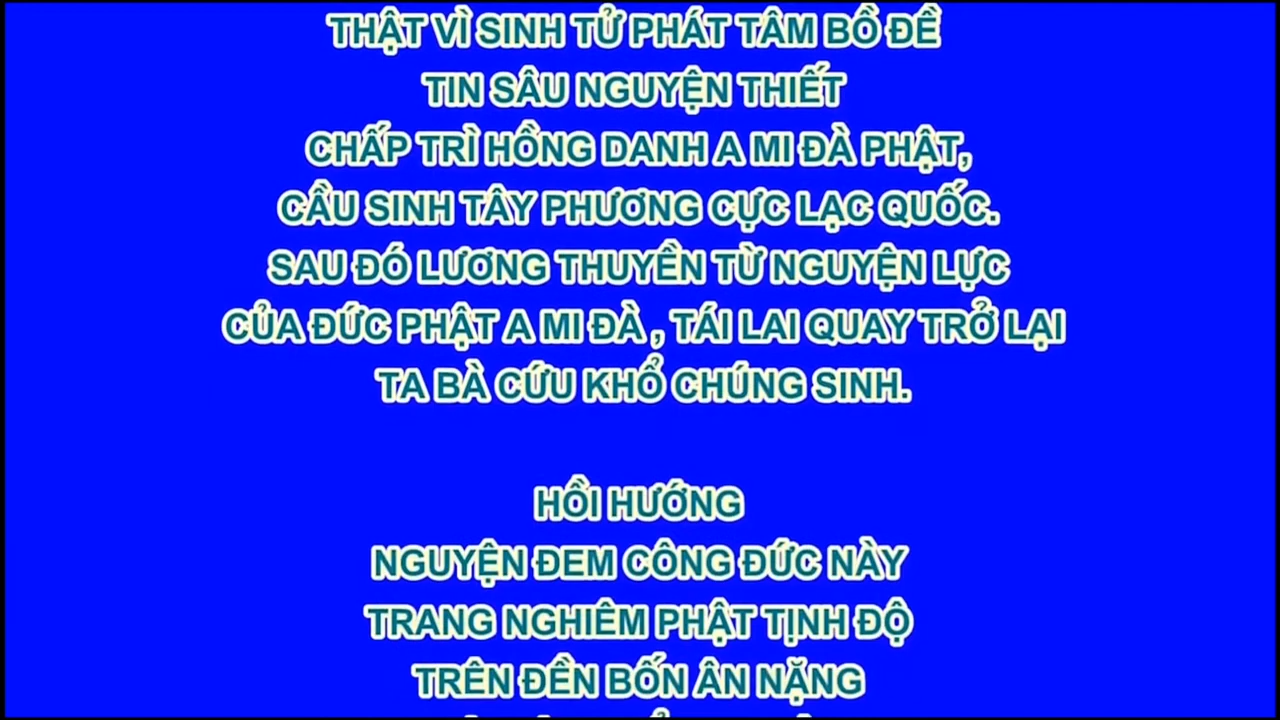 THẬT VÌ SINH TỬ PHÁT TÂM BỒ ĐỀ
TIN SÂU NGUYỆN THIẾT
CHẤP TRÌ HỒNG DANH A MI ĐÀ PHẬT,
CẦU SINH TÂY PHƯƠNG CỰC LẠC QUỐC.
SAU ĐÓ LƯƠNG THUYỀN TỪ NGUYỆN LỰC
CỦA ĐỨC PHẬT A MI ĐÀ , TÁI LAI QUAY TRỞ LẠI
TA BÀ CỨU KHỔ CHÚNG SINH.
HỒI HƯỚNG
NGUYỆN ĐEM CÔNG ĐỨC NÀY
TRANG NGHIÊM PHẬT TỊNH ĐỘ
TRÊN ĐỀN BỐN ÂN NẶNG